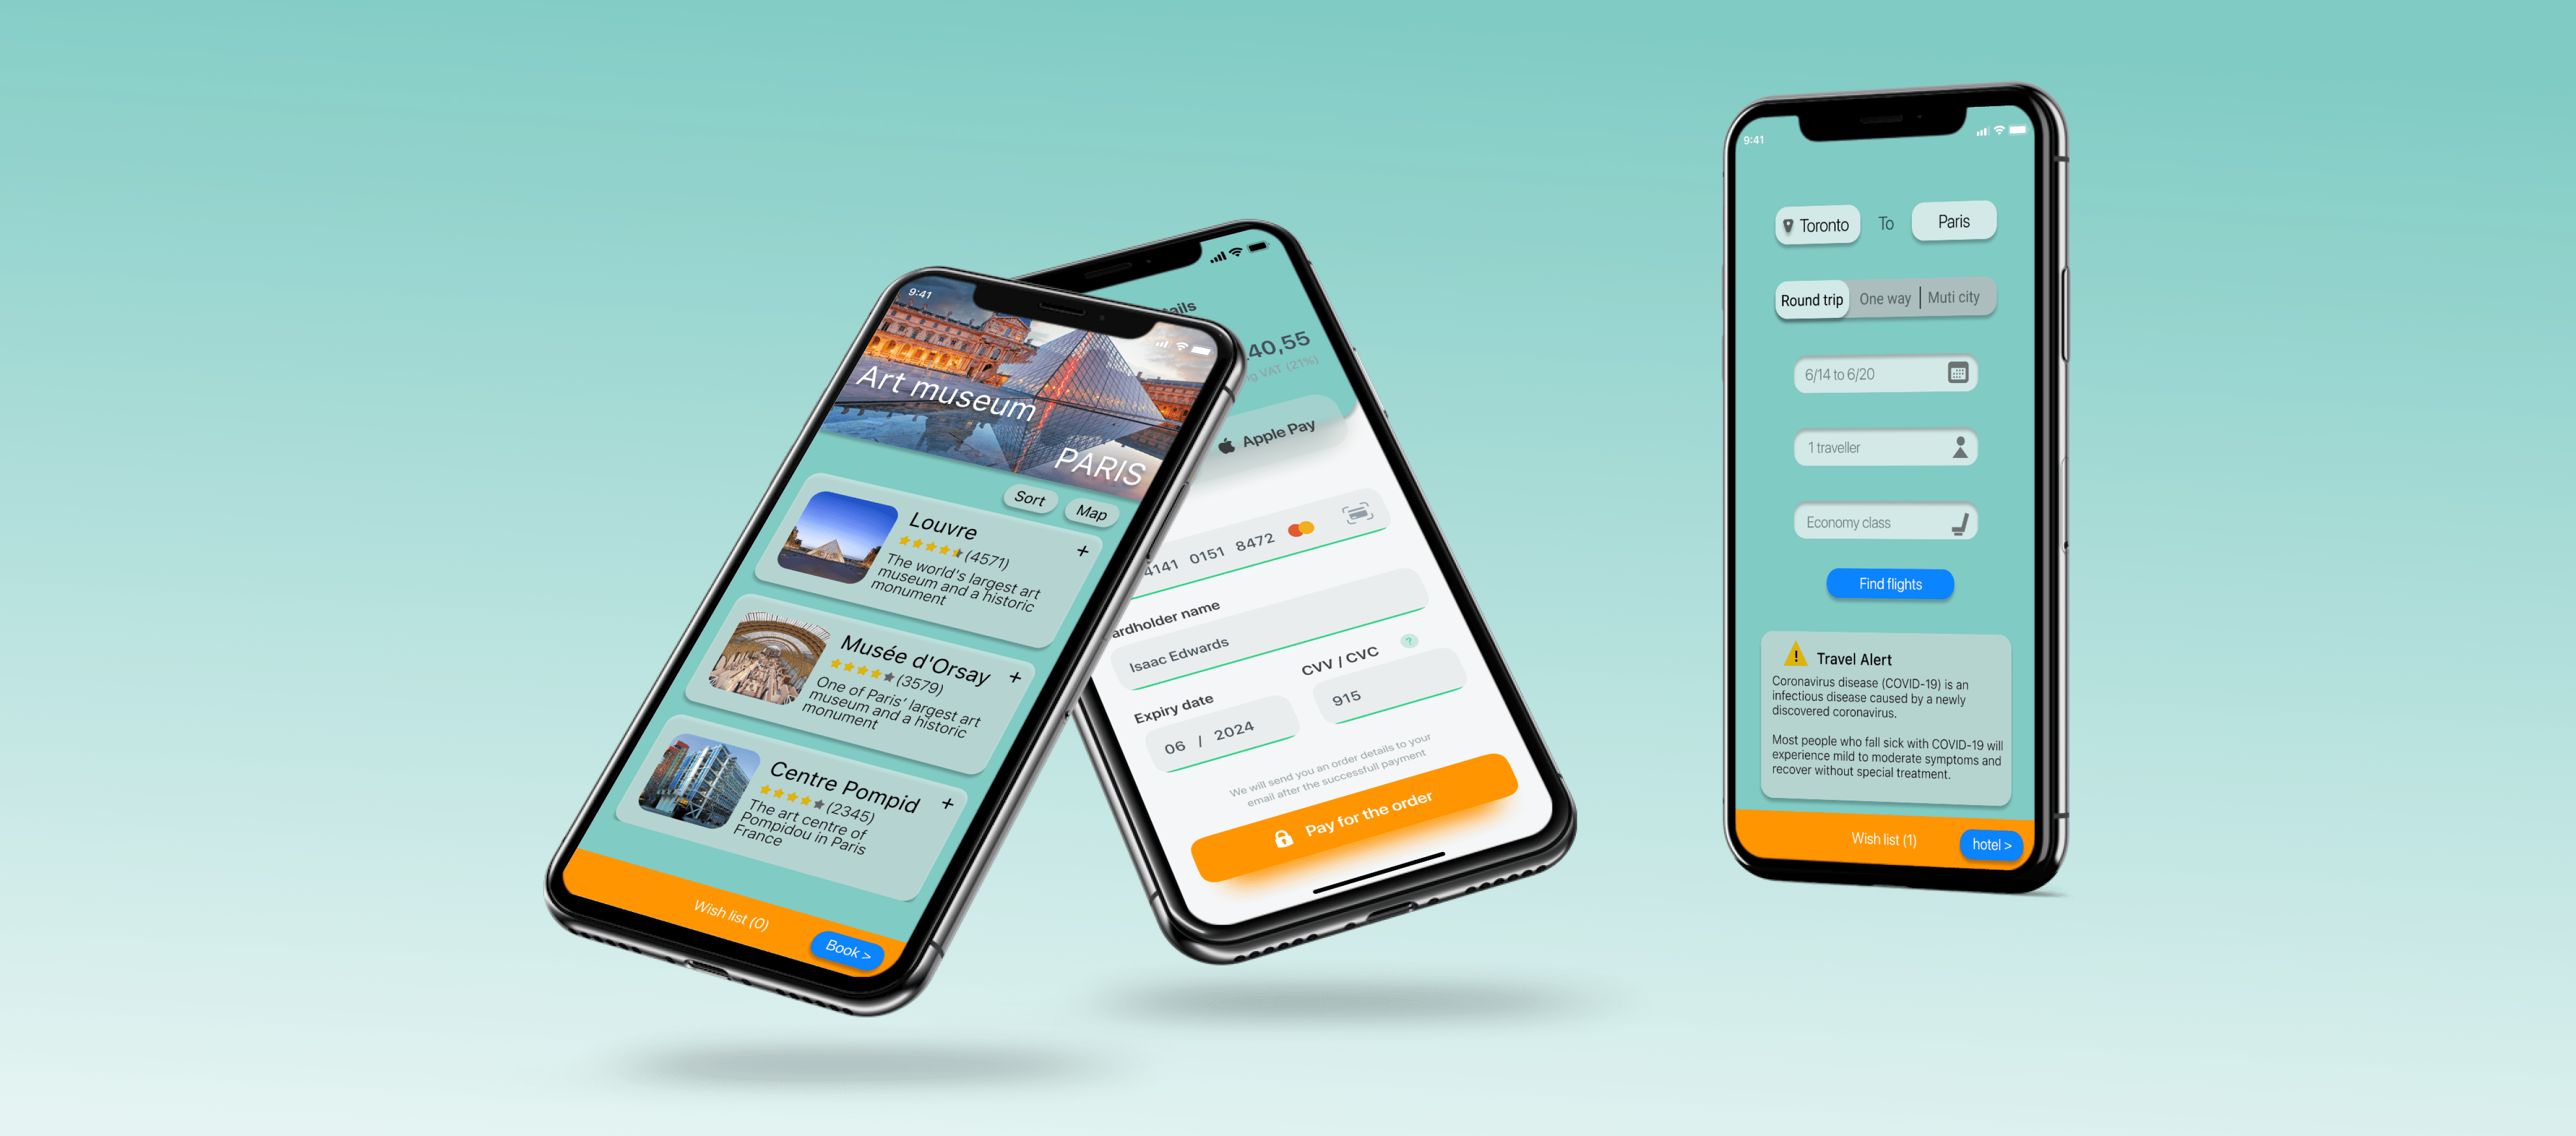 9:41
Art museum
PARIS
Sort
Map
Louvre
+
(4571)
The world's largest art
museum and a historic
monument
Musée d'Orsay
+
(3579)
One of Paris' largest art
museum and a historic
monument
Centre Pompid
+
(2345)
The art centre of
Pompidou in Paris
France
Wish list (0)
Book >
ails
40,55
ng VAT (21%)
Apple Pay
4141 0151 8472
ardholder name
Isaac Edwards
Expiry date
CVV / CVC ?
06 / 2024
915
We will send you an order details to your
email after the successfull payment
Pay for the order
9:41
Toronto To Paris
Round trip One way | Muti city
6/14 to 6/20
1 traveller
Economy class
Find flights
Travel Alert
Coronavirus disease (COVID-19) is an
infectious disease caused by a newly
discovered coronavirus.
Most people who fall sick with COVID-19 will
experience mild to moderate symptoms and
recover without special treatment.
Wish list (1)
hotel >